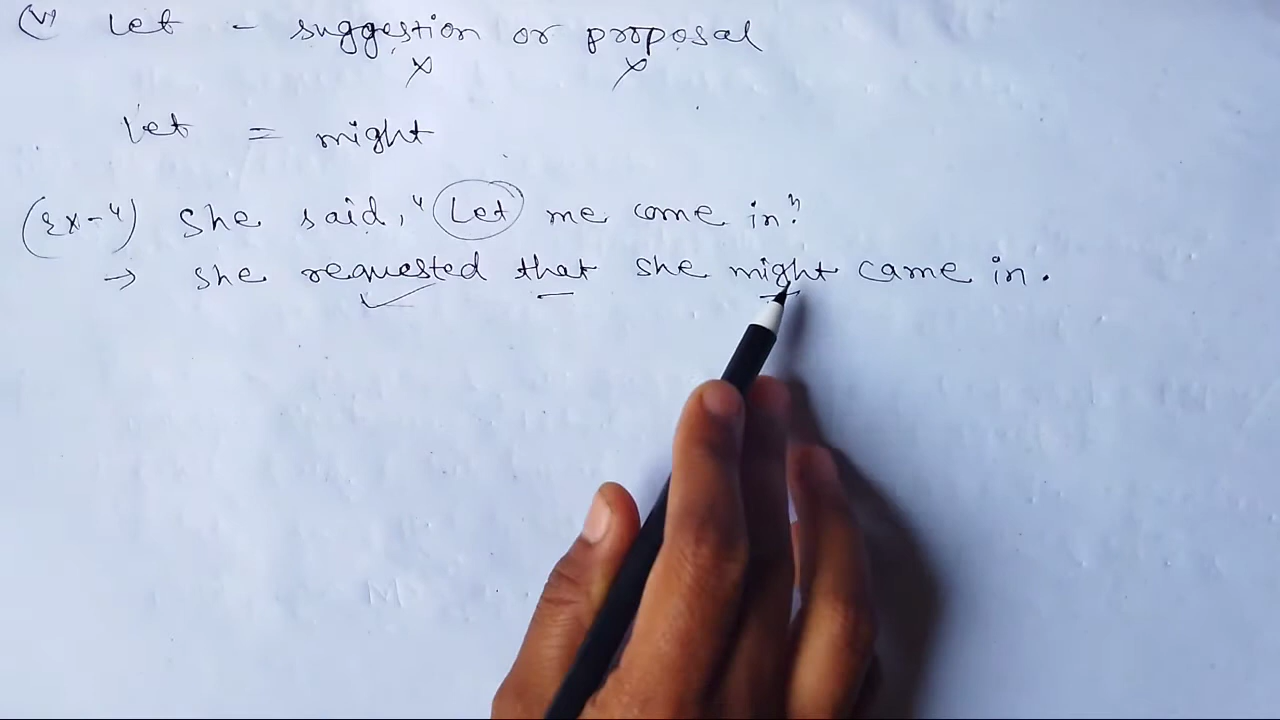 (v) Let - suggestion or proposal
x x
Let = might
(Ex-4) She said, "Let me come in"
→ she requested that she might came in.